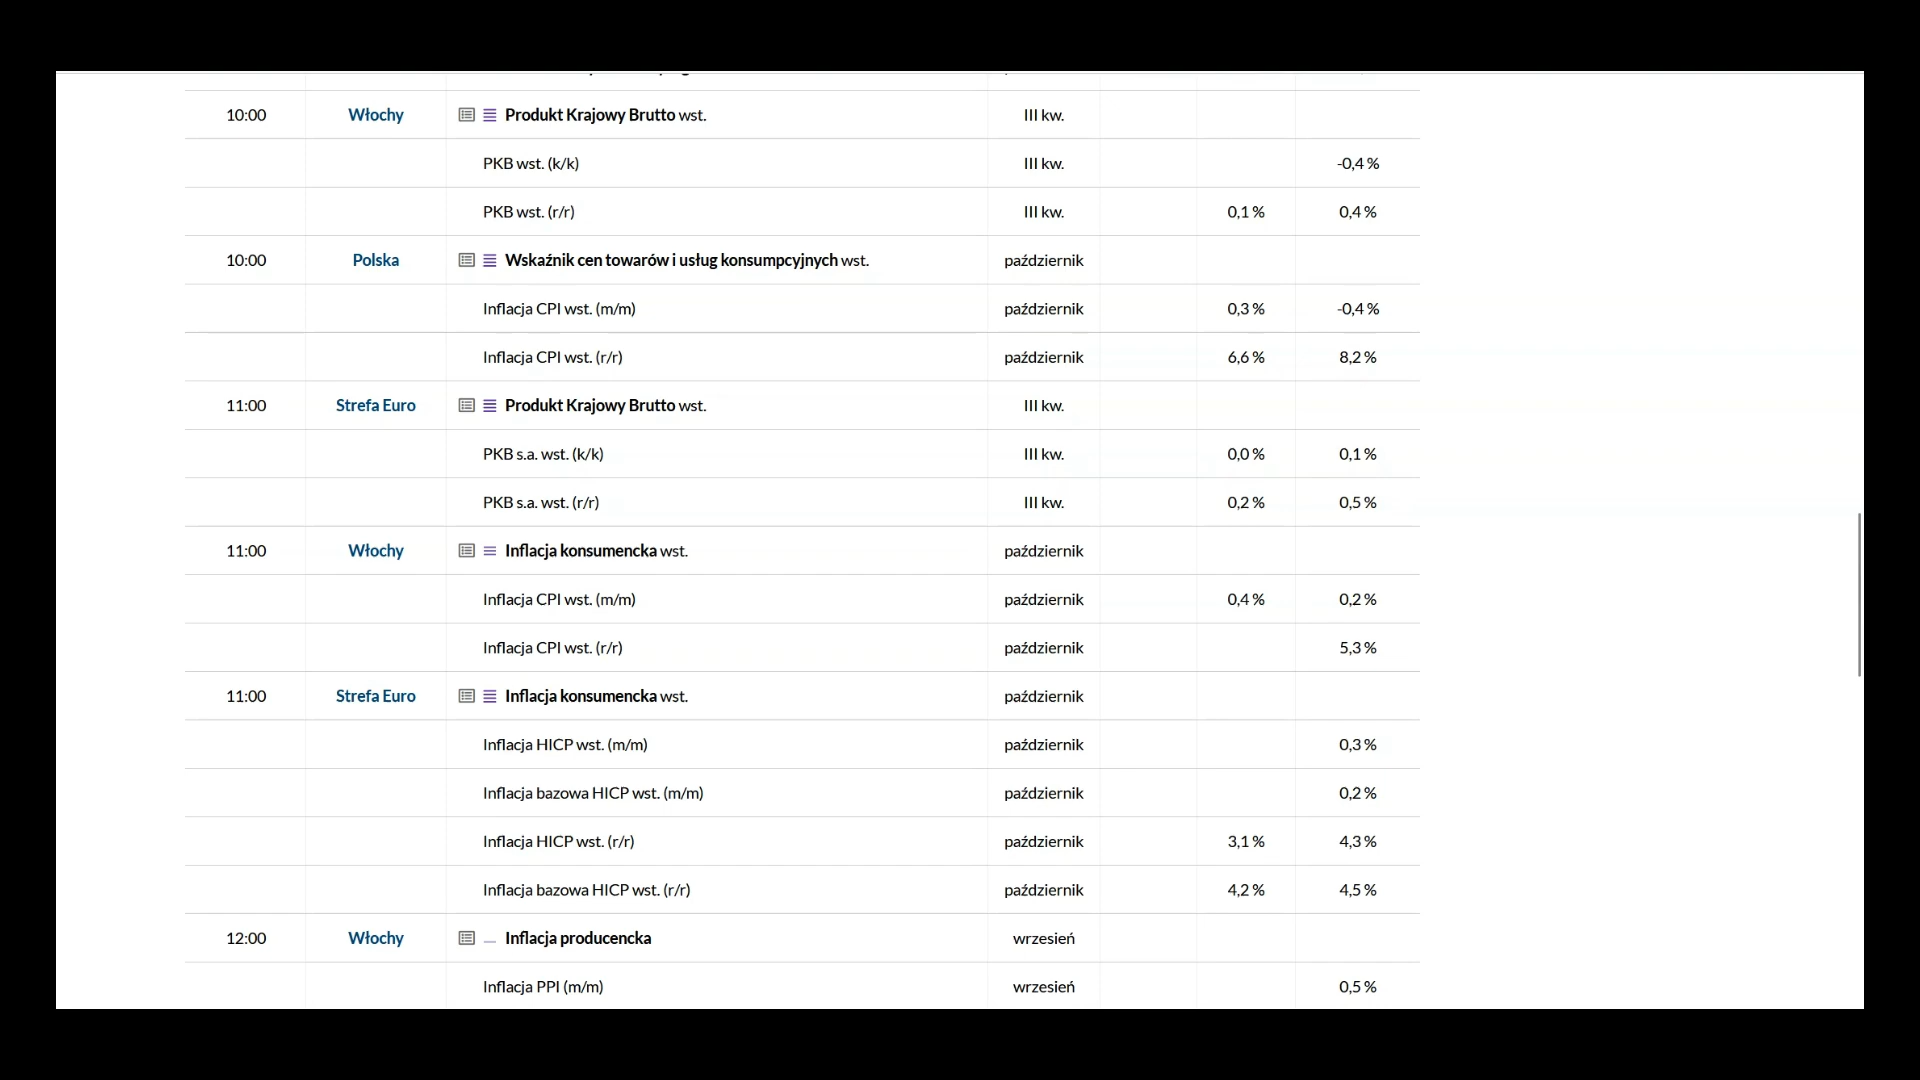 10:00 Włochy Produkt Krajowy Brutto wst. III kw.
PKB wst. (k/k) III kw. -0,4 %
PKB wst. (r/r) III kw. 0,1 % 0,4 %
10:00 Polska Wskaźnik cen towarów i usług konsumpcyjnych wst. październik
Inflacja CPI wst. (m/m) październik 0,3 % -0,4 %
Inflacja CPI wst. (r/r) październik 6,6 % 8,2 %
11:00 Strefa Euro Produkt Krajowy Brutto wst. III kw.
PKB s.a. wst. (k/k) III kw. 0,0 % 0,1 %
PKB s.a. wst. (r/r) III kw. 0,2 % 0,5 %
11:00 Włochy Inflacja konsumencka wst. październik
Inflacja CPI wst. (m/m) październik 0,4 % 0,2 %
Inflacja CPI wst. (r/r) październik 5,3 %
11:00 Strefa Euro Inflacja konsumencka wst. październik
Inflacja HICP wst. (m/m) październik 0,3 %
Inflacja bazowa HICP wst. (m/m) październik 0,2 %
Inflacja HICP wst. (r/r) październik 3,1 % 4,3 %
Inflacja bazowa HICP wst. (r/r) październik 4,2 % 4,5 %
12:00 Włochy Inflacja producencka wrzesień
Inflacja PPI (m/m) wrzesień 0,5 %